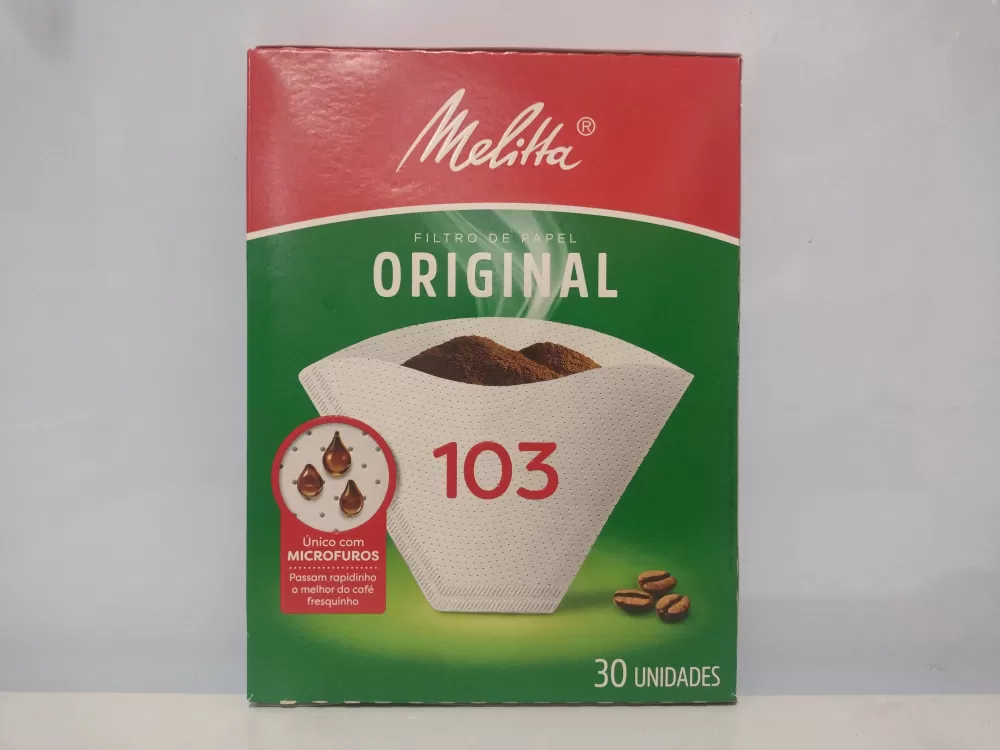 Melitta®
FILTRO DE PAPEL
ORIGINAL
103
Único com
MICROFUROS
Passam rapidinho
o melhor do café
fresquinho
30 UNIDADES